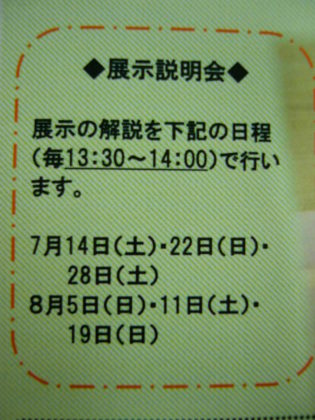 ◆展示説明会◆
展示の解説を下記の日程
(毎13:30～14:00)で行い
ます。
7月14日(土)・22日(日)・
28日(土)
8月5日(日)・11日(土)・
19日(日)